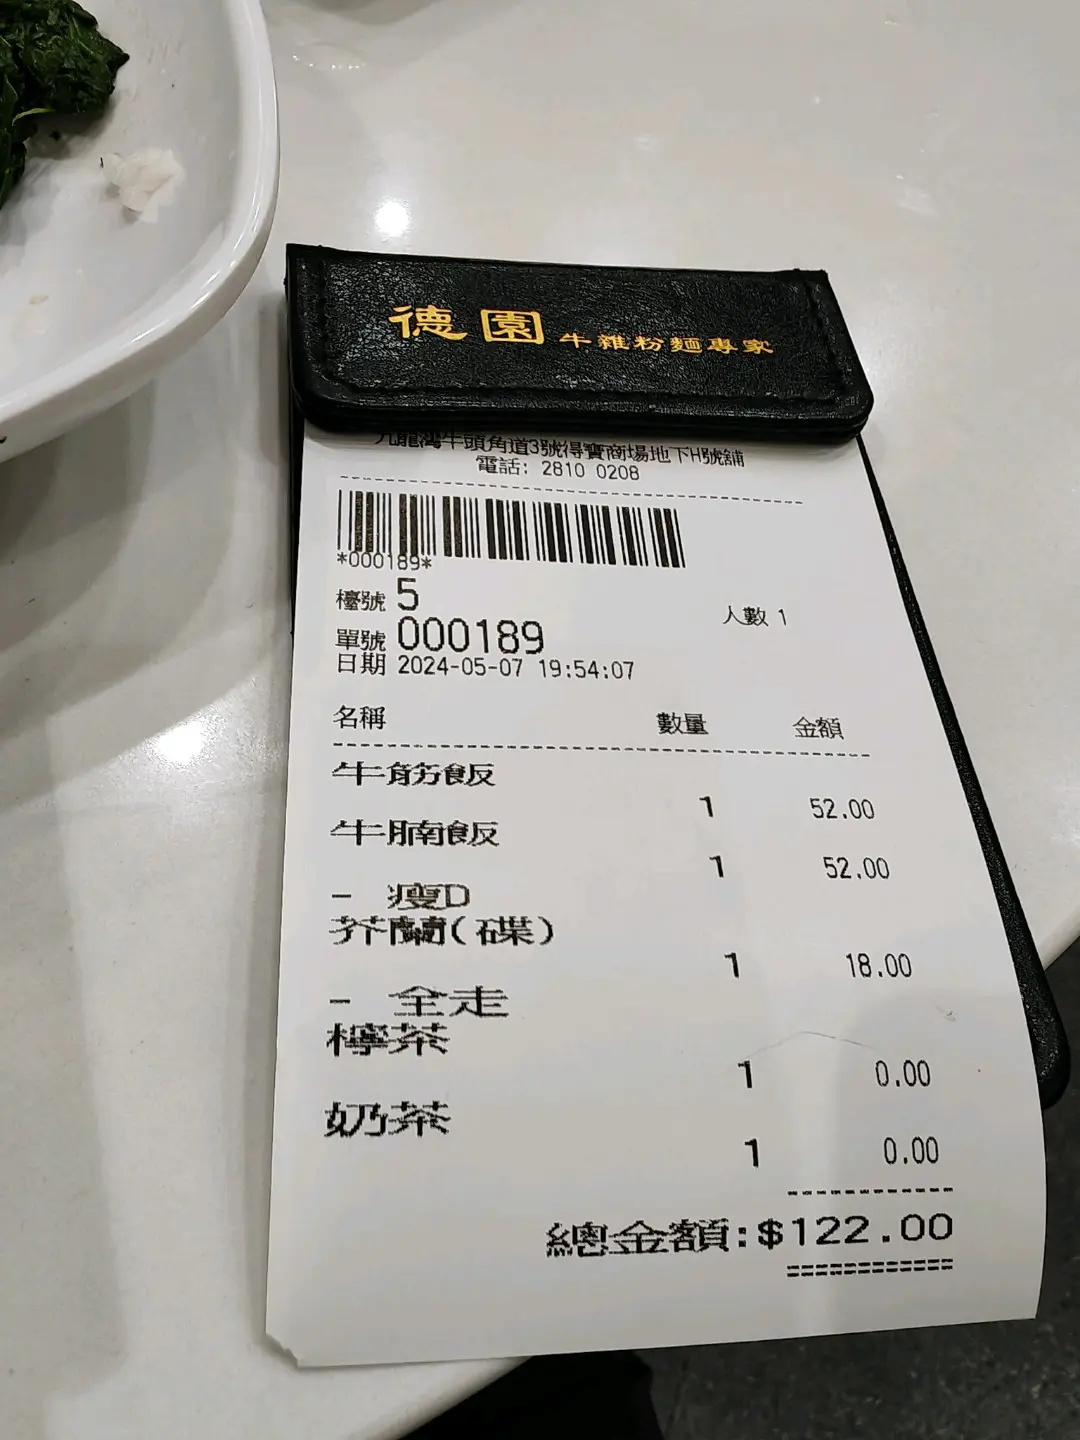 德園 牛雜粉麵專家
九龍灣牛頭角道3號得寶商場地下H號舖
電話: 2810 0208
*000189*
檯號 5 人數 1
單號 000189
日期 2024-05-07 19:54:07
名稱 數量 金額
牛筋飯
1 52.00
牛腩飯
1 52.00
- 瘦D
芥蘭(碟)
1 18.00
- 全走
檸茶
1 0.00
奶茶
1 0.00
總金額:$122.00